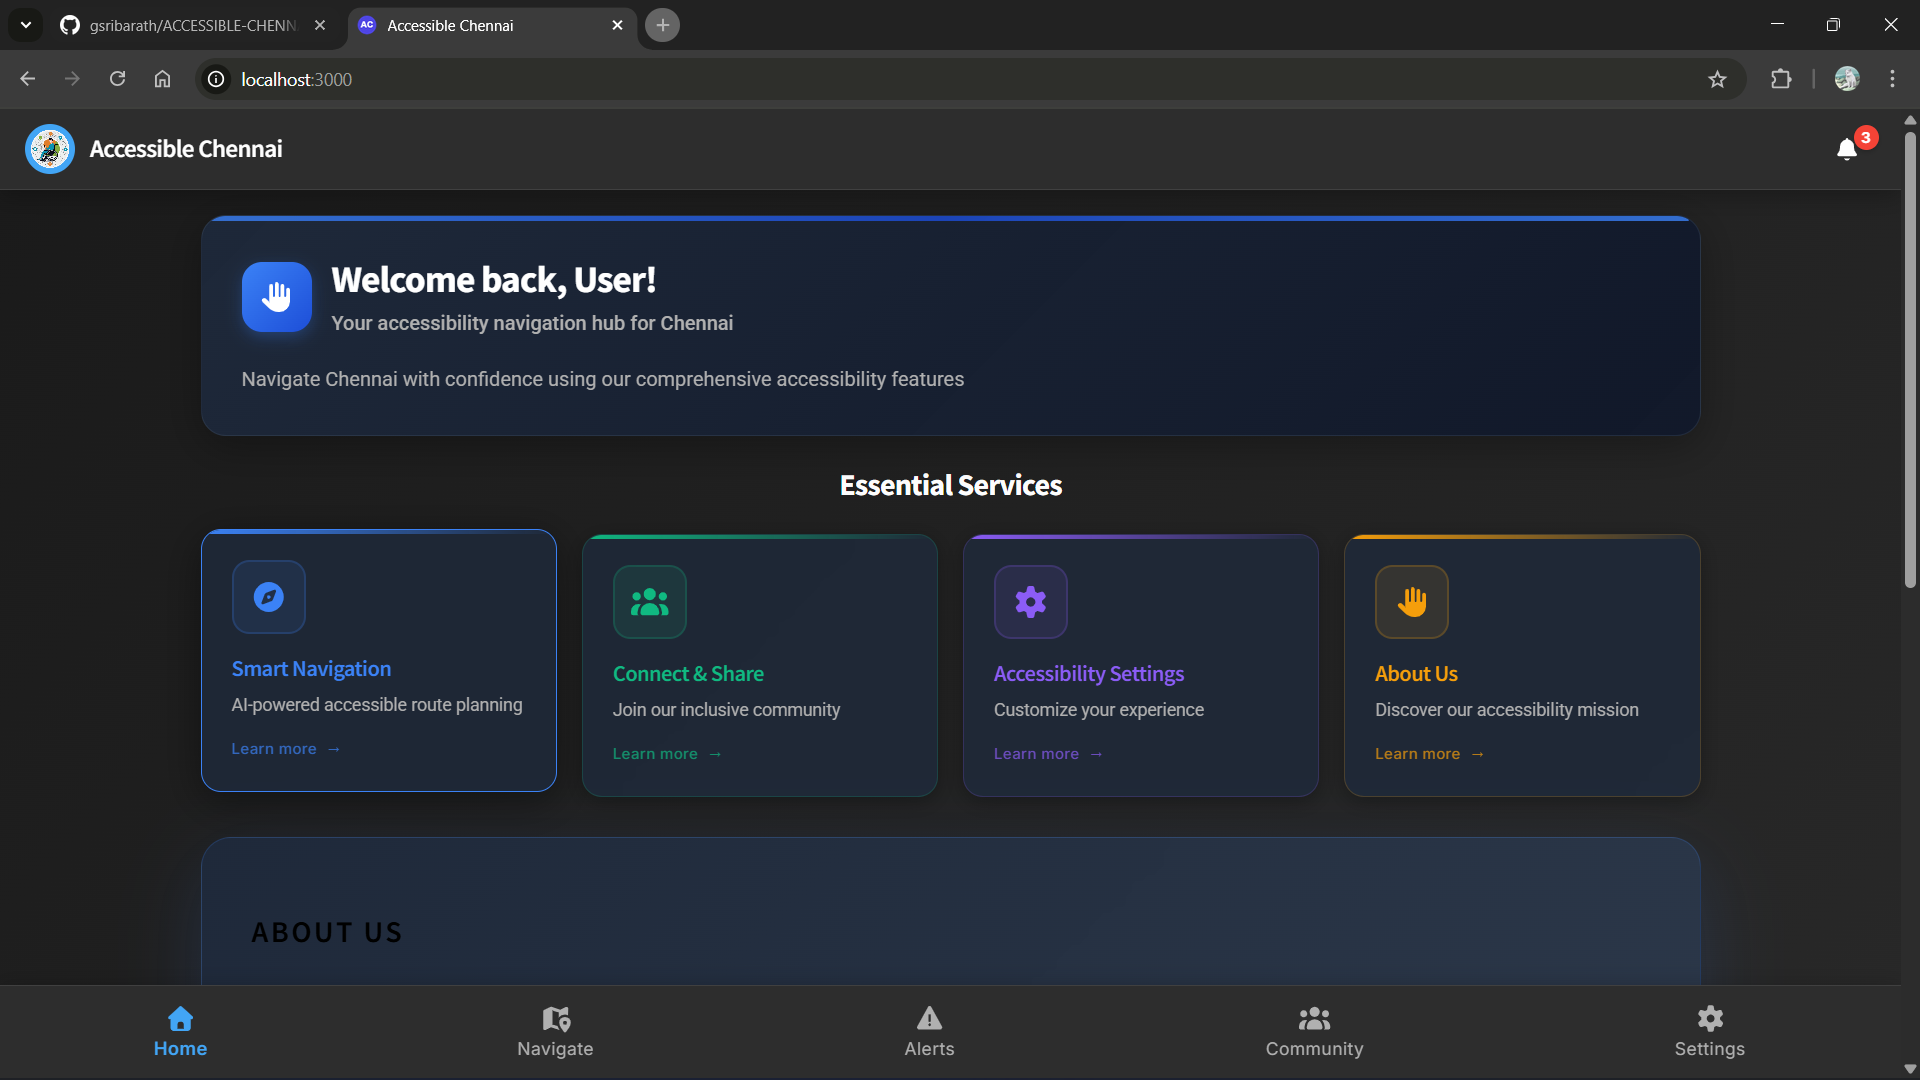 gsribarath/ACCESSIBLE-CHENN
AC Accessible Chennai
localhost:3000
Accessible Chennai
3
Welcome back, User!
Your accessibility navigation hub for Chennai
Navigate Chennai with confidence using our comprehensive accessibility features
Essential Services
Smart Navigation
AI-powered accessible route planning
Learn more →
Connect & Share
Join our inclusive community
Learn more →
Accessibility Settings
Customize your experience
Learn more →
About Us
Discover our accessibility mission
Learn more →
ABOUT US
Home
Navigate
Alerts
Community
Settings